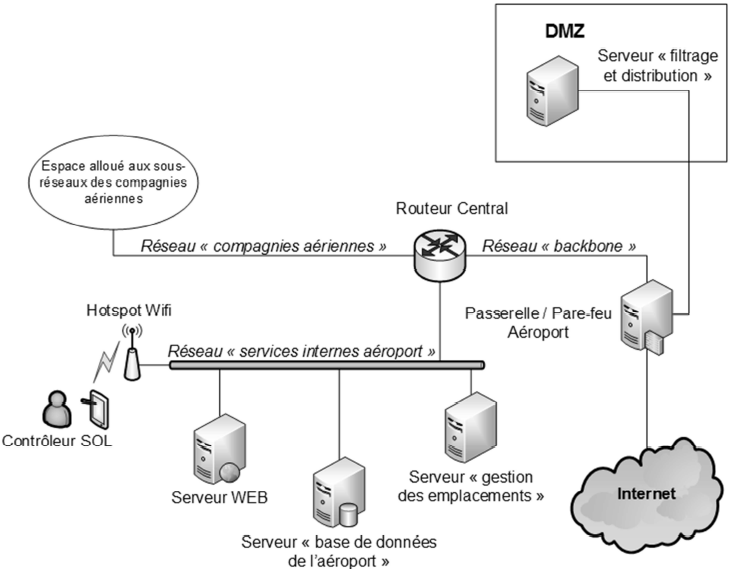 DMZ
Serveur « filtrage
et distribution »
Espace alloué aux sous-
réseaux des compagnies
aériennes
Routeur Central
Réseau « compagnies aériennes »
Réseau « backbone »
Hotspot Wifi
Passerelle / Pare-feu
Aéroport
Réseau « services internes aéroport »
Contrôleur SOL
Serveur WEB
Serveur « gestion
des emplacements »
Internet
Serveur « base de données
de l'aéroport »